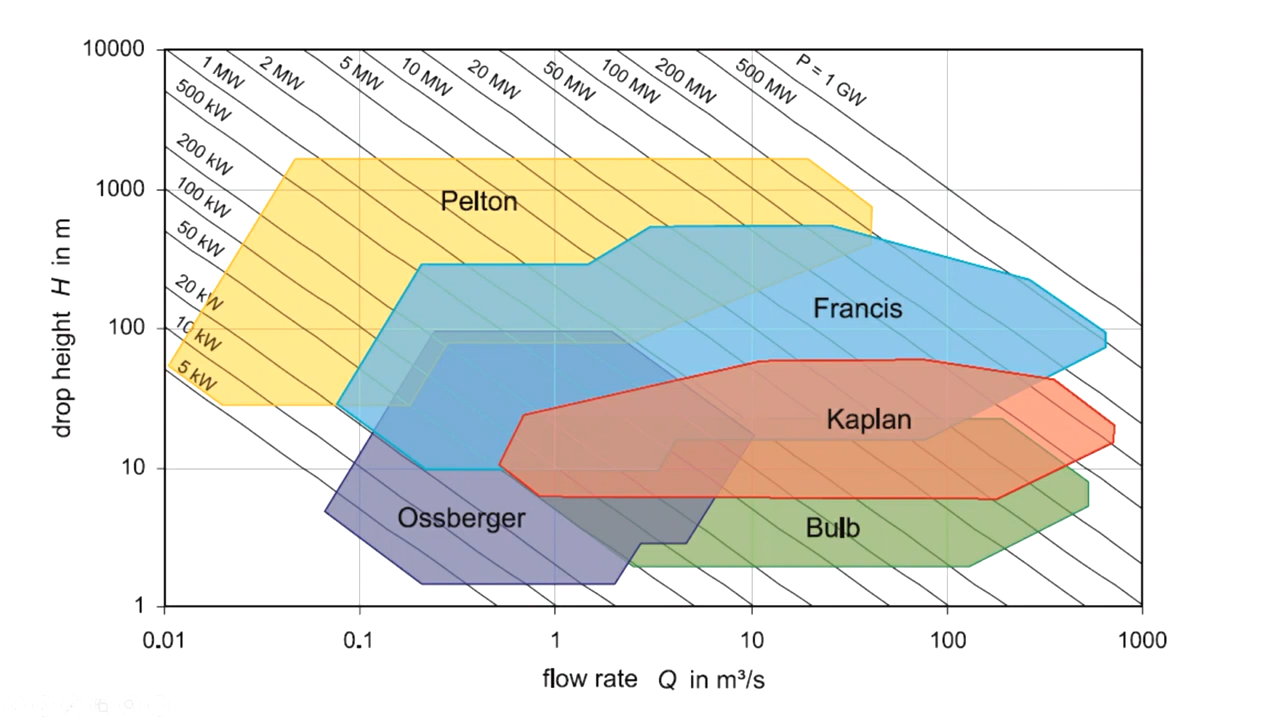 10000
1000
100
10
1
drop height H in m
1 MW
2 MW
5 MW
10 MW
20 MW
50 MW
100 MW
200 MW
500 MW
P = 1 GW
500 kW
200 kW
100 kW
50 kW
20 kW
10 kW
5 kW
Pelton
Francis
Kaplan
Ossberger
Bulb
0.01
0.1
1
10
100
1000
flow rate Q in m³/s